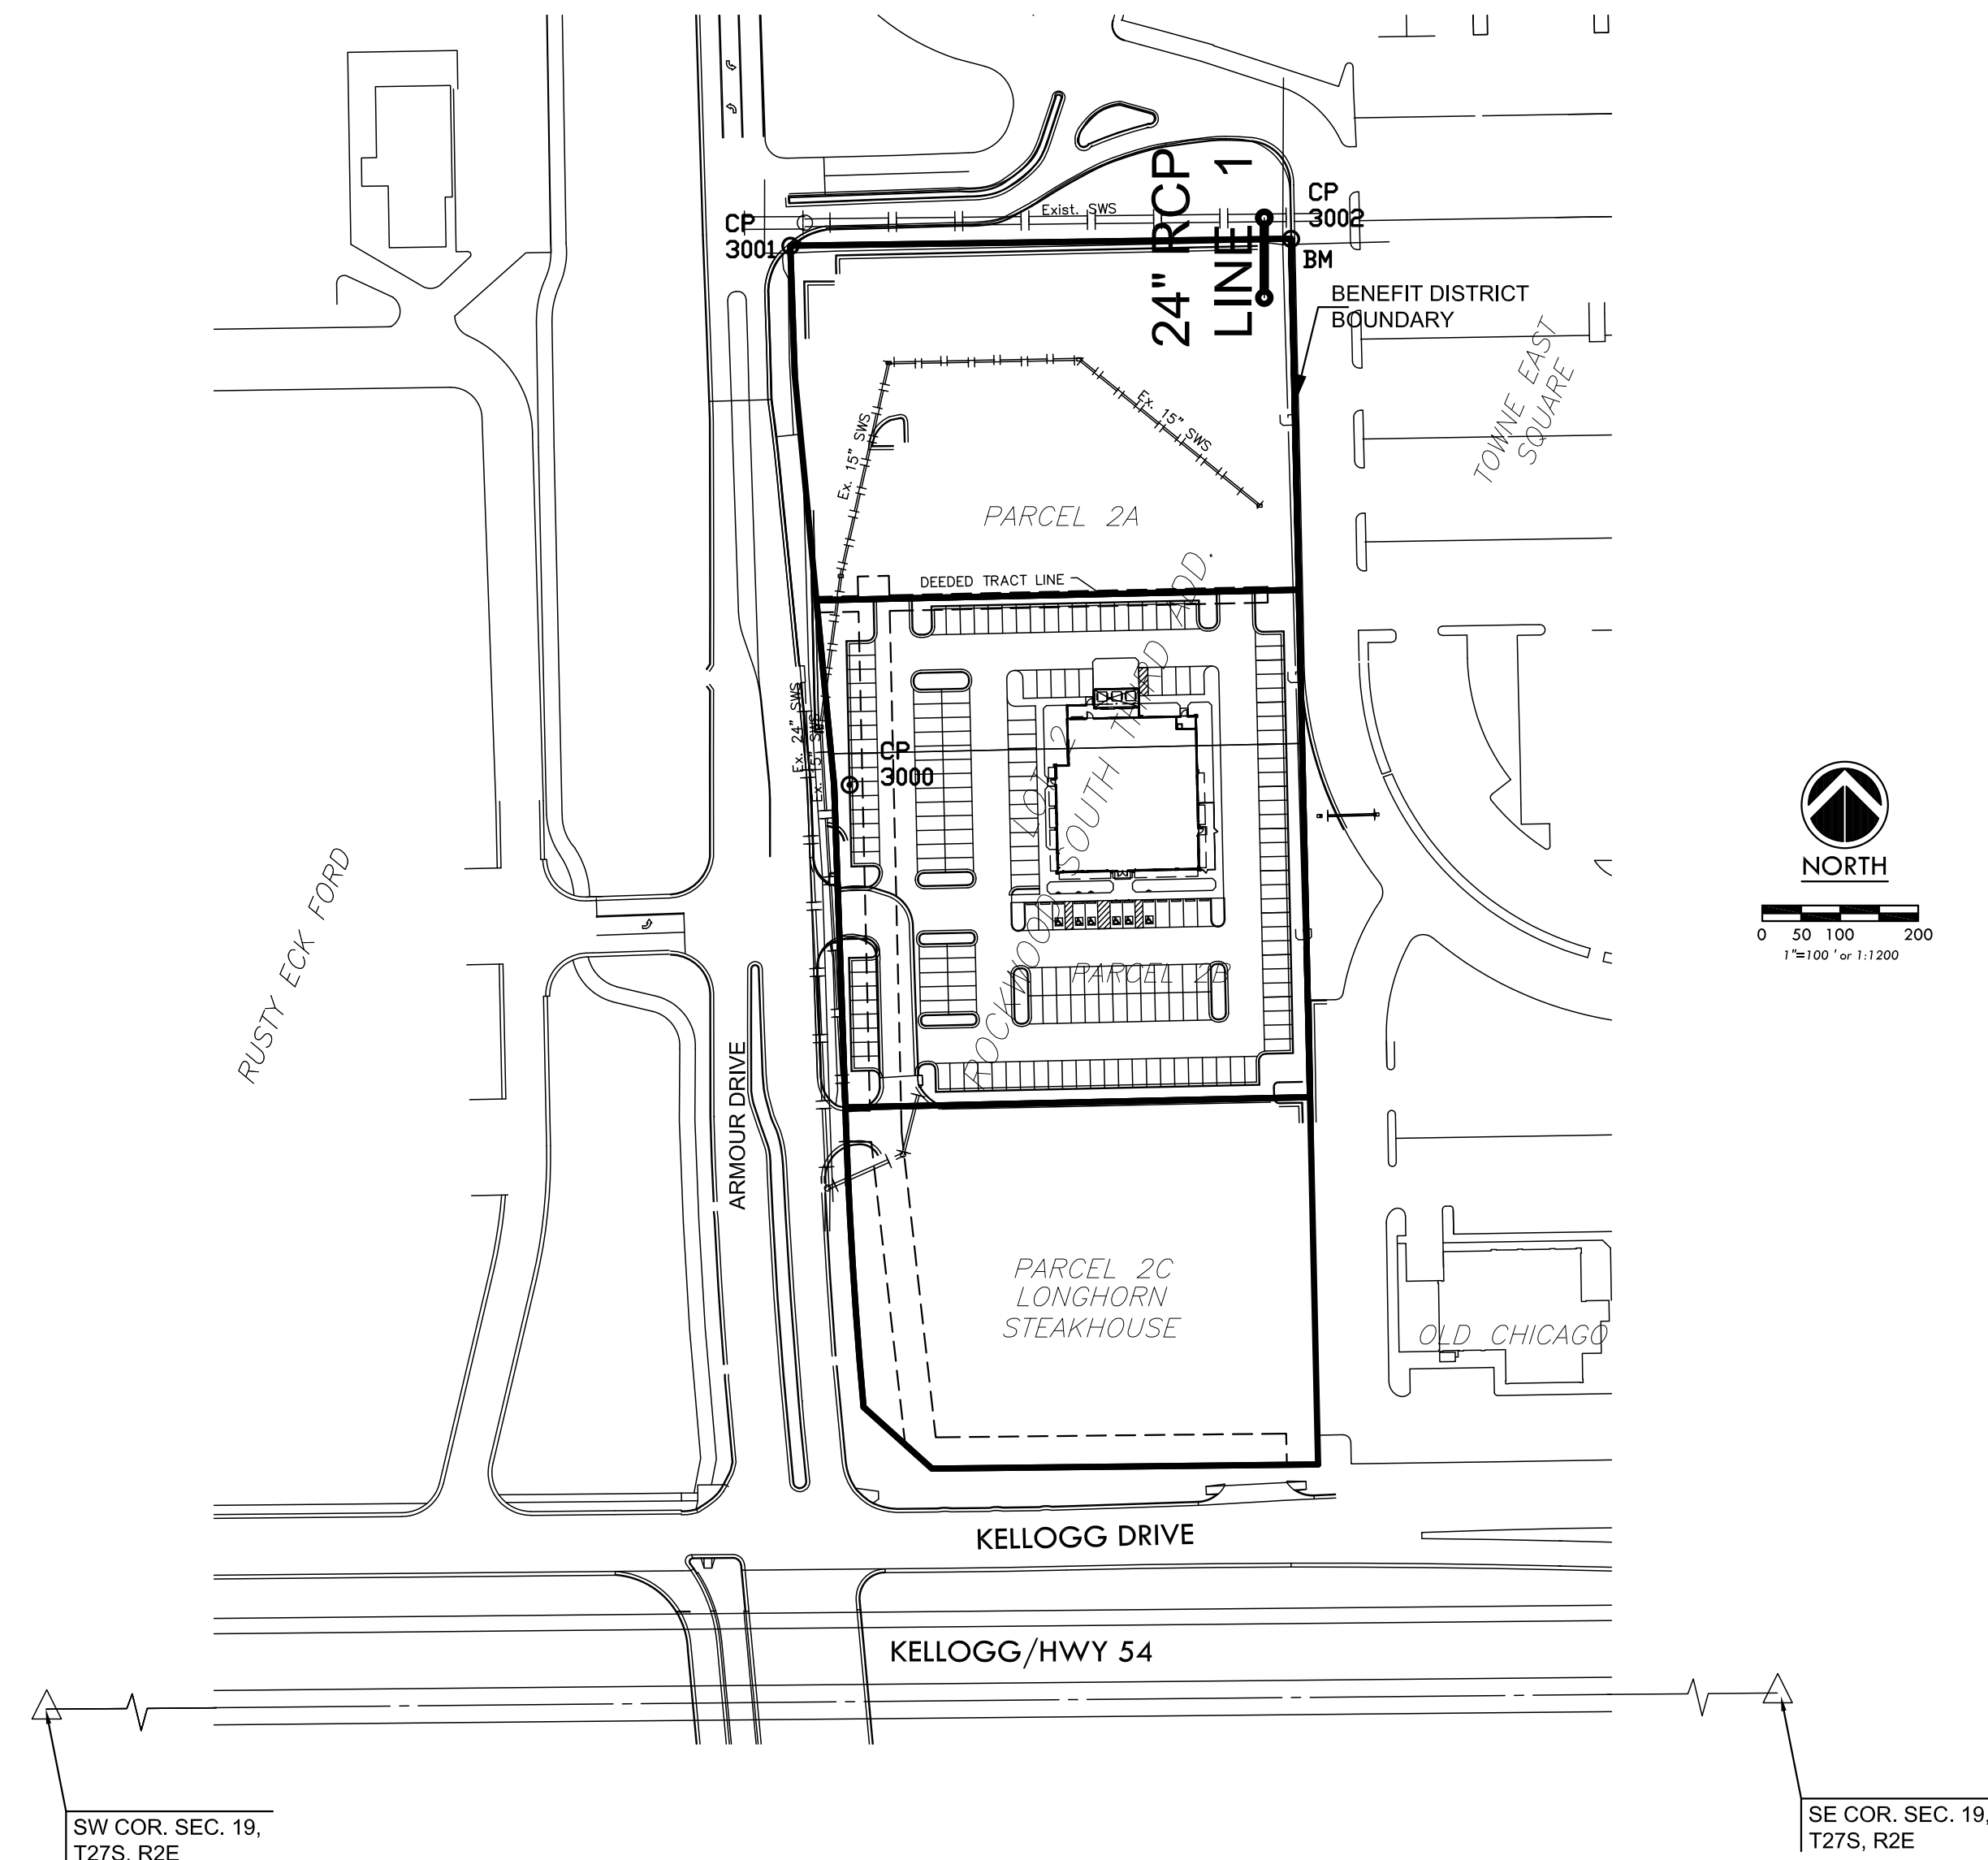 CP
3001
Exist. SWS
24" RCP
LINE 1
CP
3002
BM
BENEFIT DISTRICT
BOUNDARY
TOWNE EAST
SQUARE
Ex. 15" SWS
Ex. 15" SWS
PARCEL 2A
DEEDED TRACT LINE
LOT 2
ROCKWOOD SOUTH THIRD ADD.
Ex. 24" SWS
Ex. 15" SWS
CP
3000
PARCEL 2B
RUSTY ECK FORD
ARMOUR DRIVE
NORTH
0 50 100 200
1"=100 ' or 1:1200
PARCEL 2C
LONGHORN
STEAKHOUSE
OLD CHICAGO
KELLOGG DRIVE
KELLOGG/HWY 54
SW COR. SEC. 19,
T27S, R2E
SE COR. SEC. 19,
T27S, R2E